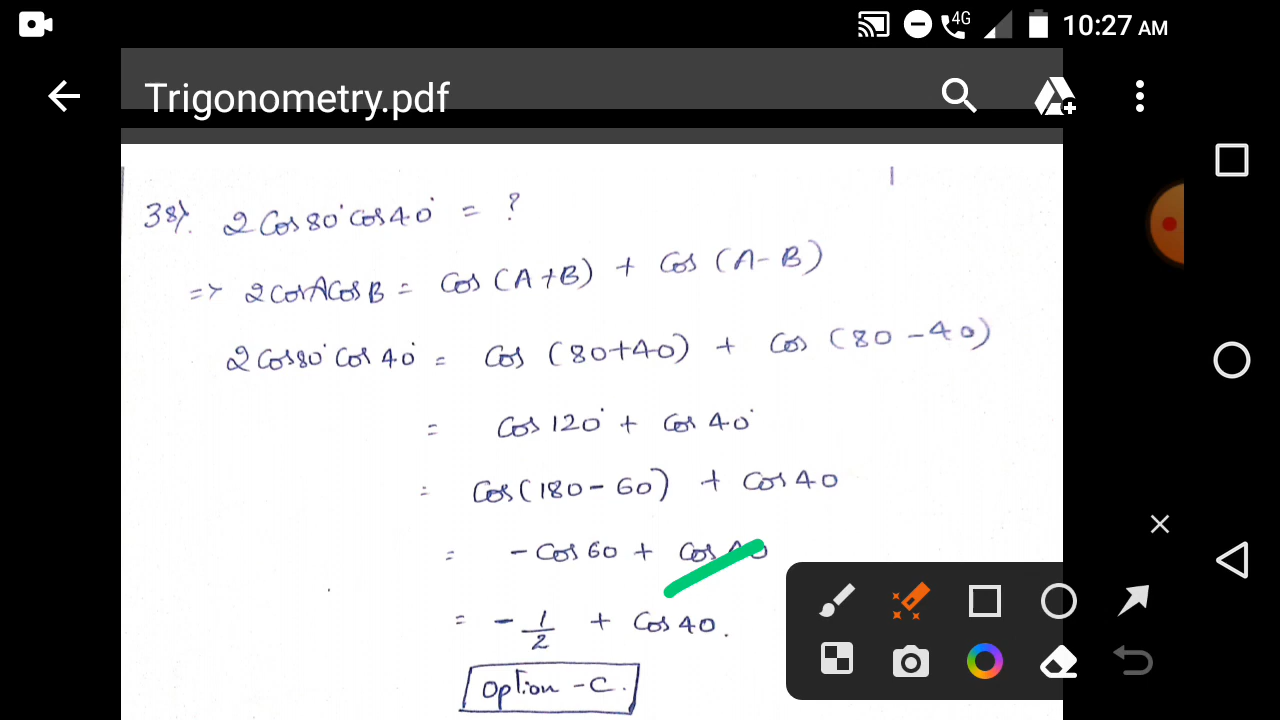 4G 10:27 AM
Trigonometry.pdf
38). 2 Cos 80° Cos 40° = ?
=> 2 Cos A Cos B = Cos (A+B) + Cos (A-B)
2 Cos 80° Cos 40° = Cos (80+40) + Cos (80-40)
= Cos 120° + Cos 40°
= Cos (180-60) + Cos 40
= - Cos 60 + Cos 40
= - 1/2 + Cos 40.
Option - C.